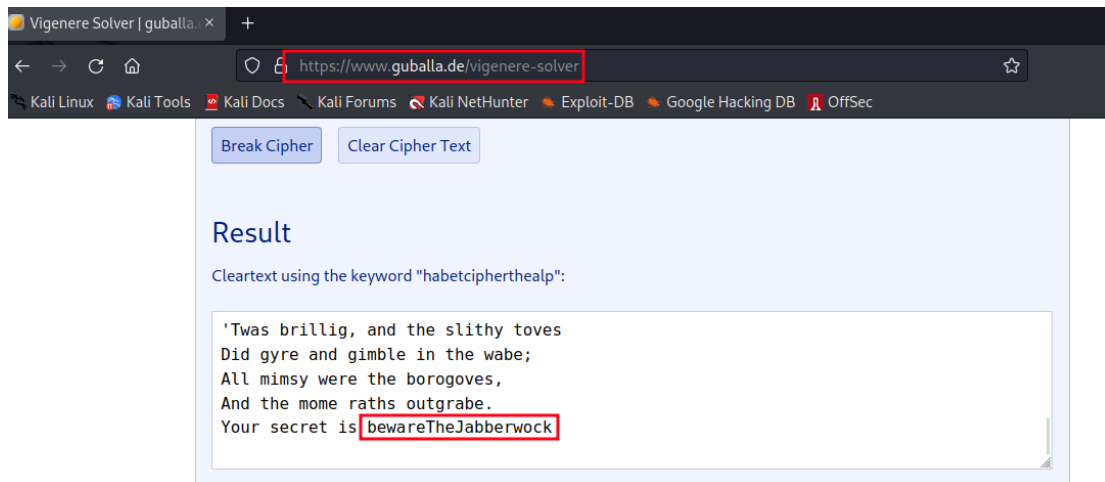 Vigenere Solver | guballa.
https://www.guballa.de/vigenere-solver
Kali Linux Kali Tools Kali Docs Kali Forums Kali NetHunter Exploit-DB Google Hacking DB OffSec
Break Cipher Clear Cipher Text
Result
Cleartext using the keyword "habetcipherthealp":
'Twas brillig, and the slithy toves
Did gyre and gimble in the wabe;
All mimsy were the borogoves,
And the mome raths outgrabe.
Your secret is bewareTheJabberwock